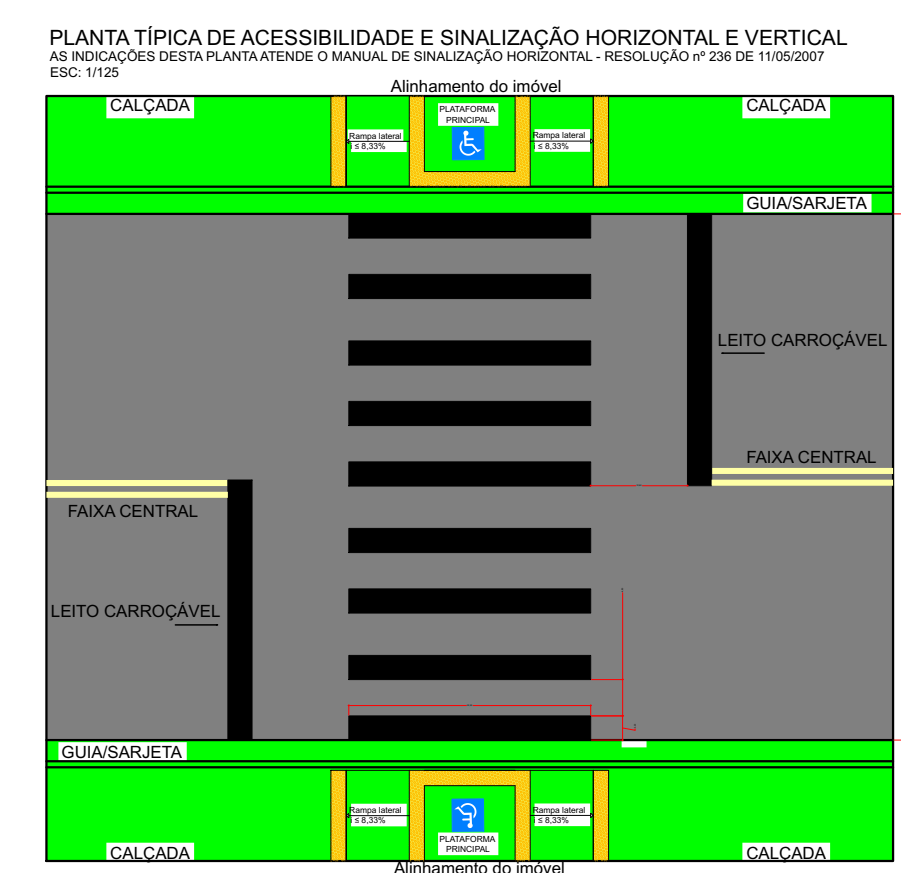 PLANTA TÍPICA DE ACESSIBILIDADE E SINALIZAÇÃO HORIZONTAL E VERTICAL
AS INDICAÇÕES DESTA PLANTA ATENDE O MANUAL DE SINALIZAÇÃO HORIZONTAL - RESOLUÇÃO nº 236 DE 11/05/2007
ESC: 1/125
Alinhamento do imóvel
CALÇADA
PLATAFORMA
PRINCIPAL
CALÇADA
Rampa lateral
i ≤ 8,33%
Rampa lateral
i ≤ 8,33%
GUIA/SARJETA
LEITO CARROÇÁVEL
FAIXA CENTRAL
FAIXA CENTRAL
LEITO CARROÇÁVEL
GUIA/SARJETA
Rampa lateral
i ≤ 8,33%
Rampa lateral
i ≤ 8,33%
PLATAFORMA
PRINCIPAL
CALÇADA
CALÇADA
Alinhamento do imóvel